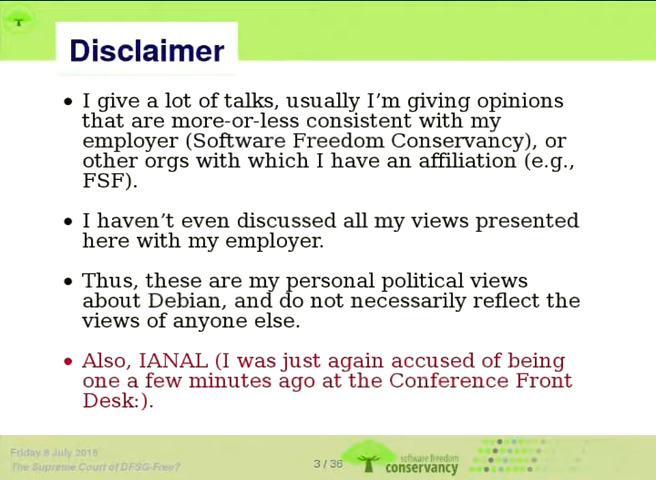 Disclaimer
• I give a lot of talks, usually I'm giving opinions
that are more-or-less consistent with my
employer (Software Freedom Conservancy), or
other orgs with which I have an affiliation (e.g.,
FSF).
• I haven't even discussed all my views presented
here with my employer.
• Thus, these are my personal political views
about Debian, and do not necessarily reflect the
views of anyone else.
• Also, IANAL (I was just again accused of being
one a few minutes ago at the Conference Front
Desk:).
Friday 8 July 2016
The Supreme Court of DFSG-Free?
3 / 36
software freedom
conservancy